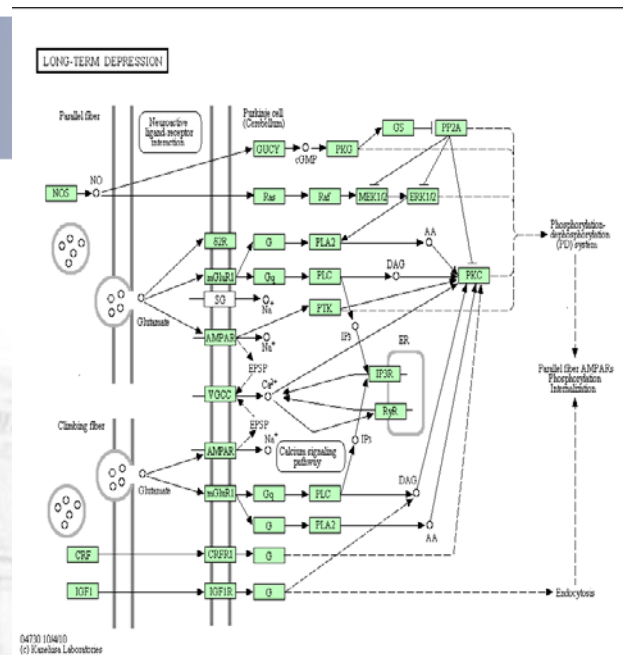 LONG-TERM DEPRESSION
Parallel fiber
Neuroactive
ligand-receptor
interaction
Purkinje cell
(Cerebellum)
GS
PP2A
GUCY
cGMP
PKG
NOS
NO
Ras
Raf
MEK1/2
ERK1/2
δ2R
G
PLA2
AA
Phosphorylation-
dephosphorylation
(PD) system
mGluR1
Gq
PLC
DAG
PKC
SG
Na+
PTK
Glutamate
AMPAR
Na+
IP3
ER
EPSP
IP3R
Parallel fiber AMPARs
Phosphorylation
Internalization
VGCC
Ca2+
RyR
Climbing fiber
EPSP
AMPAR
Na+
Calcium signaling
pathway
IP3
Glutamate
mGluR1
Gq
PLC
DAG
G
PLA2
AA
CRF
CRFR1
G
IGF1
IGF1R
G
Endocytosis
04730 10/4/10
(c) Kanehisa Laboratories